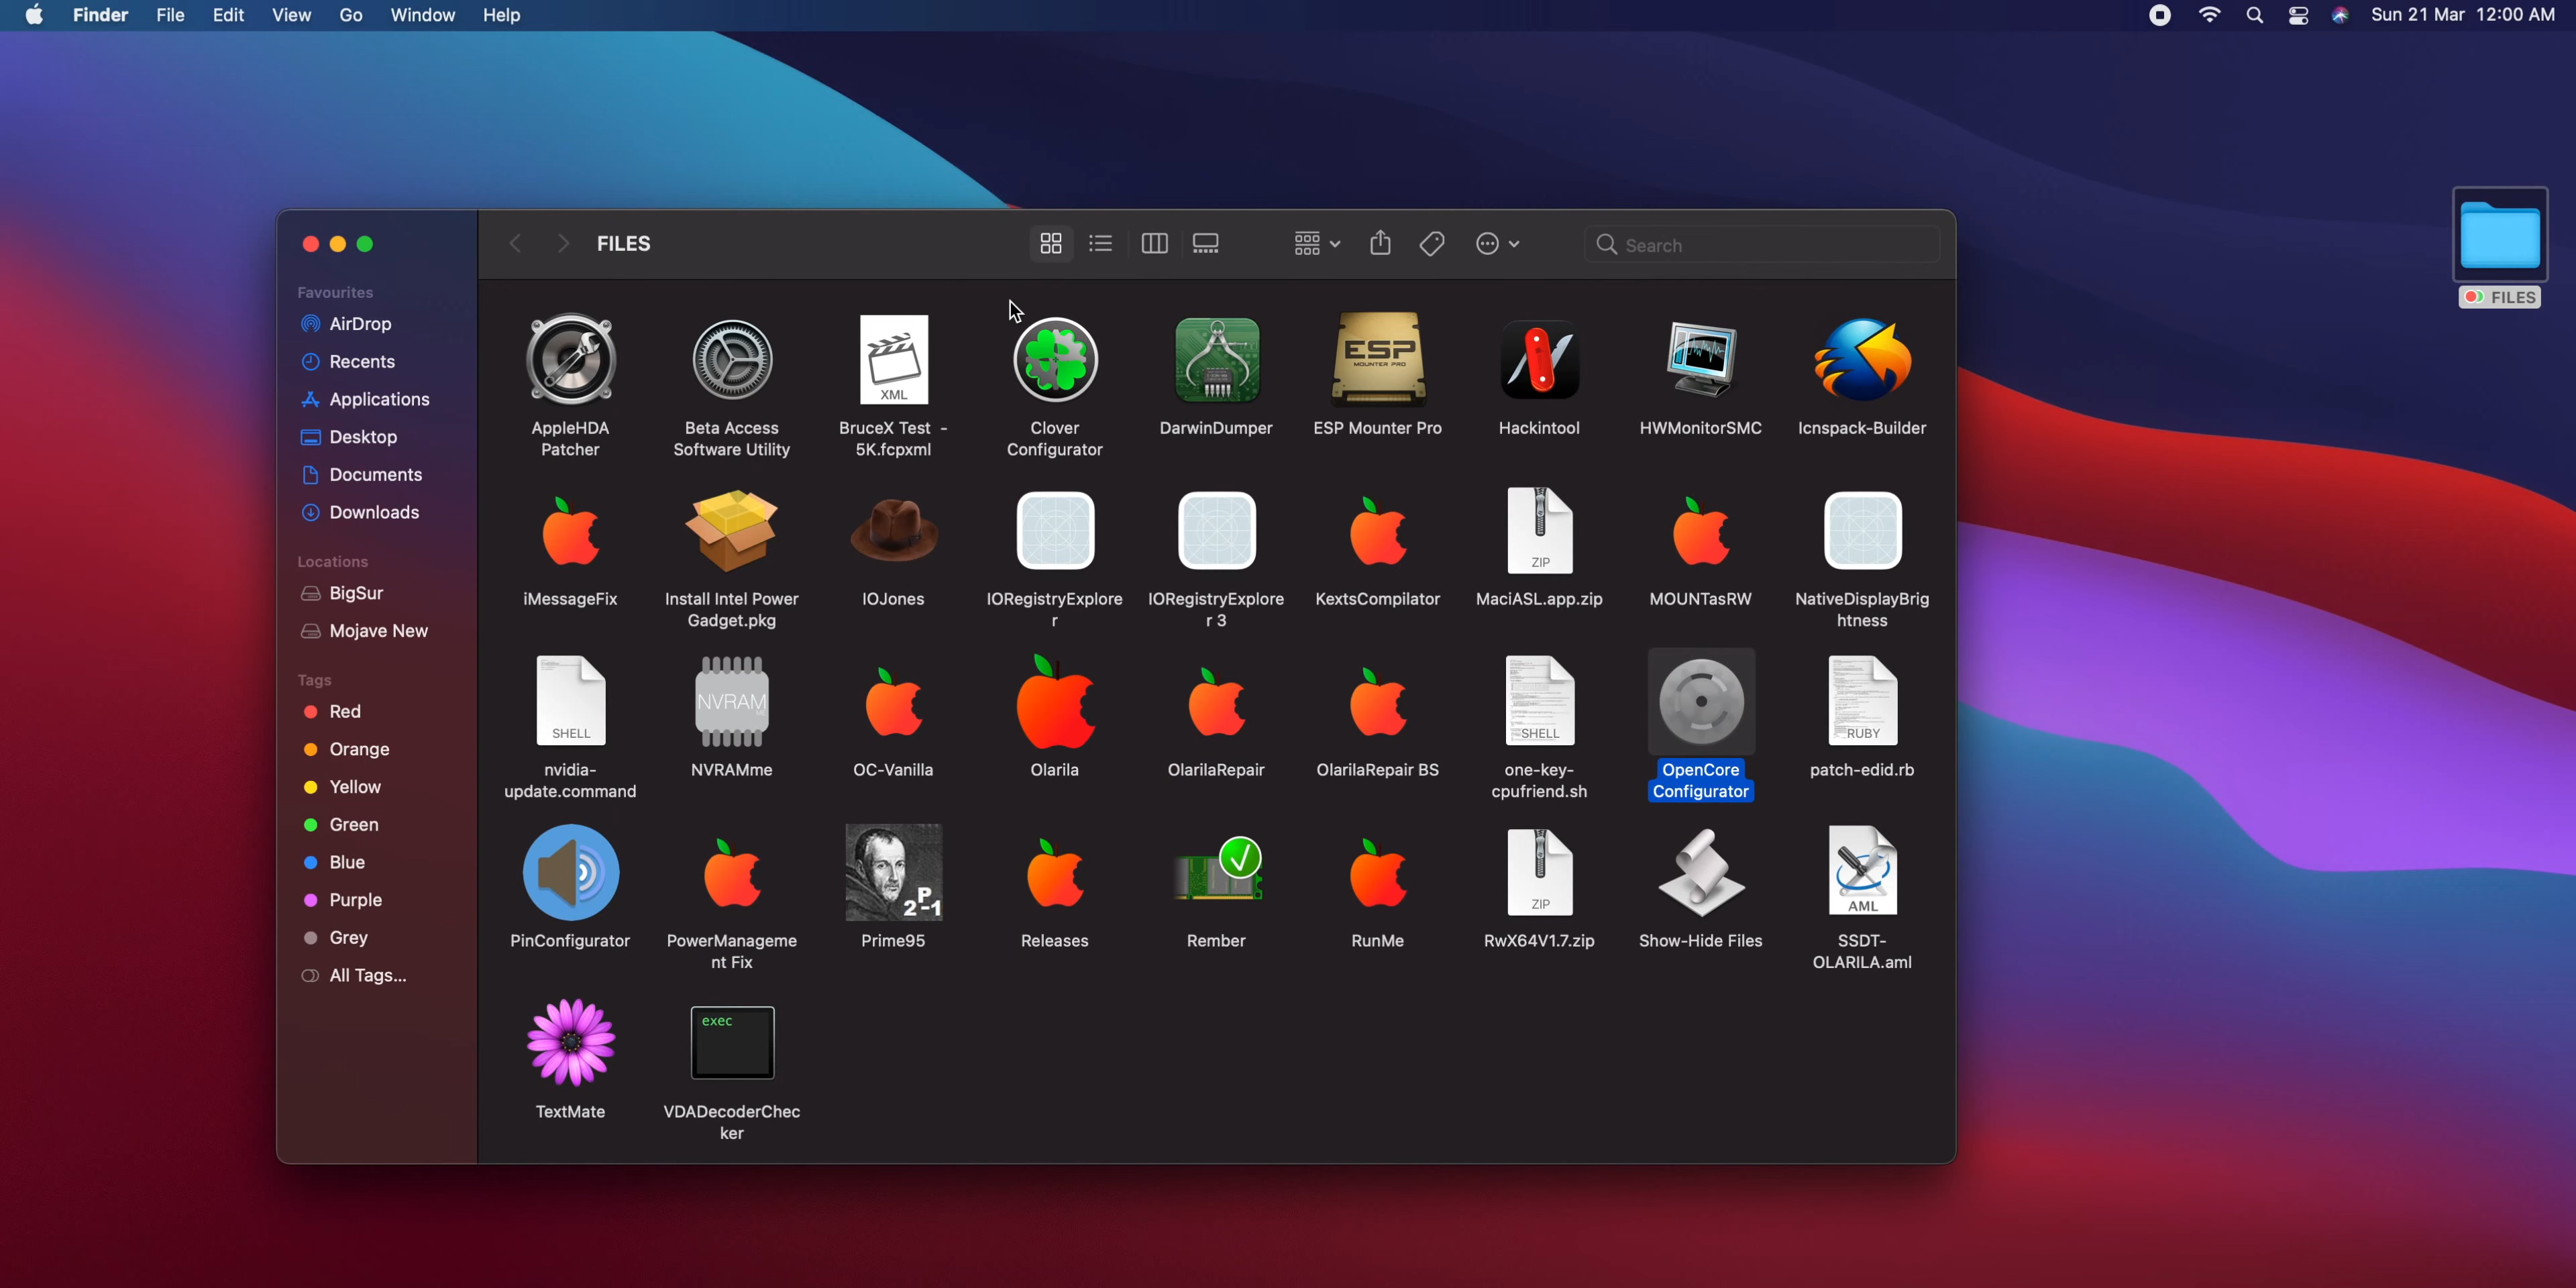 Finder File Edit View Go Window Help Sun 21 Mar 12:00 AM
FILES
Search
FILES
Favourites
AirDrop
Recents
Applications
Desktop
Documents
Downloads
Locations
BigSur
Mojave New
Tags
Red
Orange
Yellow
Green
Blue
Purple
Grey
All Tags...
XML
ESP
MOUNTER PRO
AppleHDA
Patcher
Beta Access
Software Utility
BruceX Test -
5K.fcpxml
Clover
Configurator
DarwinDumper
ESP Mounter Pro
Hackintool
HWMonitorSMC
Icnspack-Builder
ZIP
iMessageFix
Install Intel Power
Gadget.pkg
IOJones
IORegistryExplore
r
IORegistryExplore
r 3
KextsCompilator
MaciASL.app.zip
MOUNTasRW
NativeDisplayBrig
htness
SHELL
NVRAM
SHELL
RUBY
nvidia-
update.command
NVRAMme
OC-Vanilla
Olarila
OlarilaRepair
OlarilaRepair BS
one-key-
cpufriend.sh
OpenCore
Configurator
patch-edid.rb
P
2 -1
ZIP
AML
PinConfigurator
PowerManageme
nt Fix
Prime95
Releases
Rember
RunMe
RwX64V1.7.zip
Show-Hide Files
SSDT-
OLARILA.aml
exec
TextMate
VDADecoderChec
ker